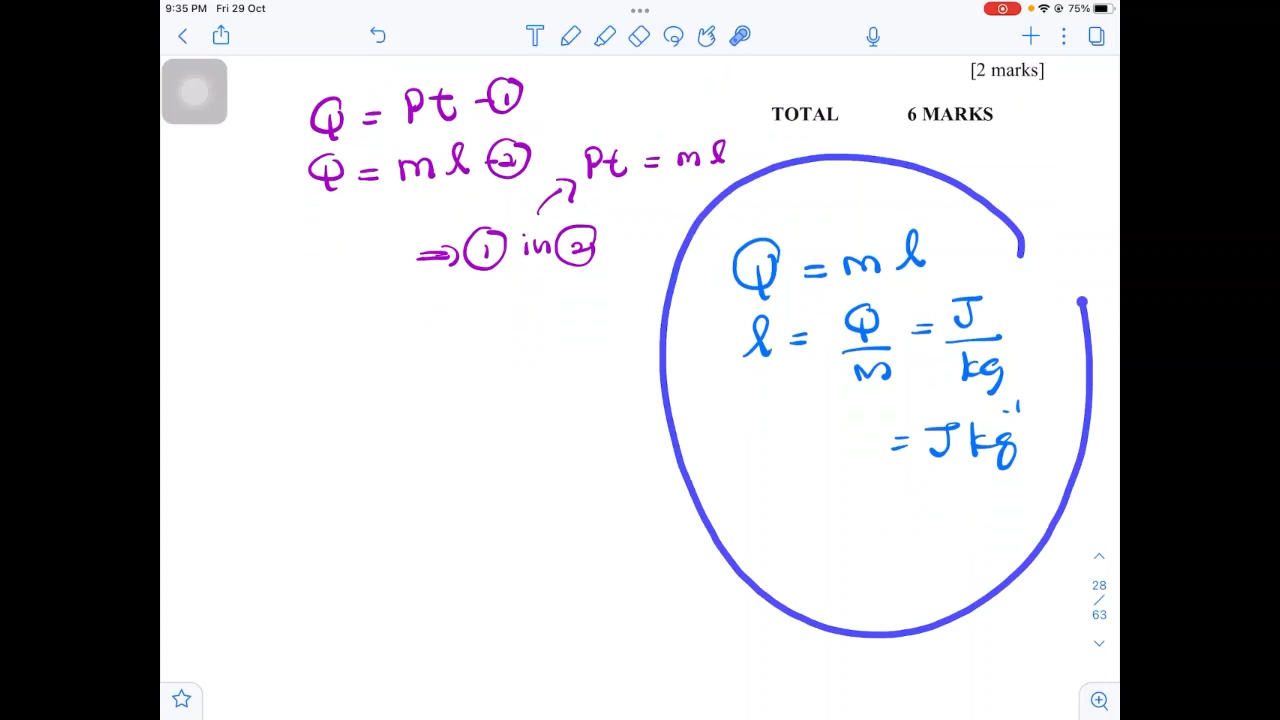 9:35 PM Fri 29 Oct
75%
[2 marks]
TOTAL 6 MARKS
Q = Pt -①
Q = ml -②
Pt = ml
⇒ ① in ②
Q = ml
l = Q/m = J/kg
= J kg⁻¹
28
/
63